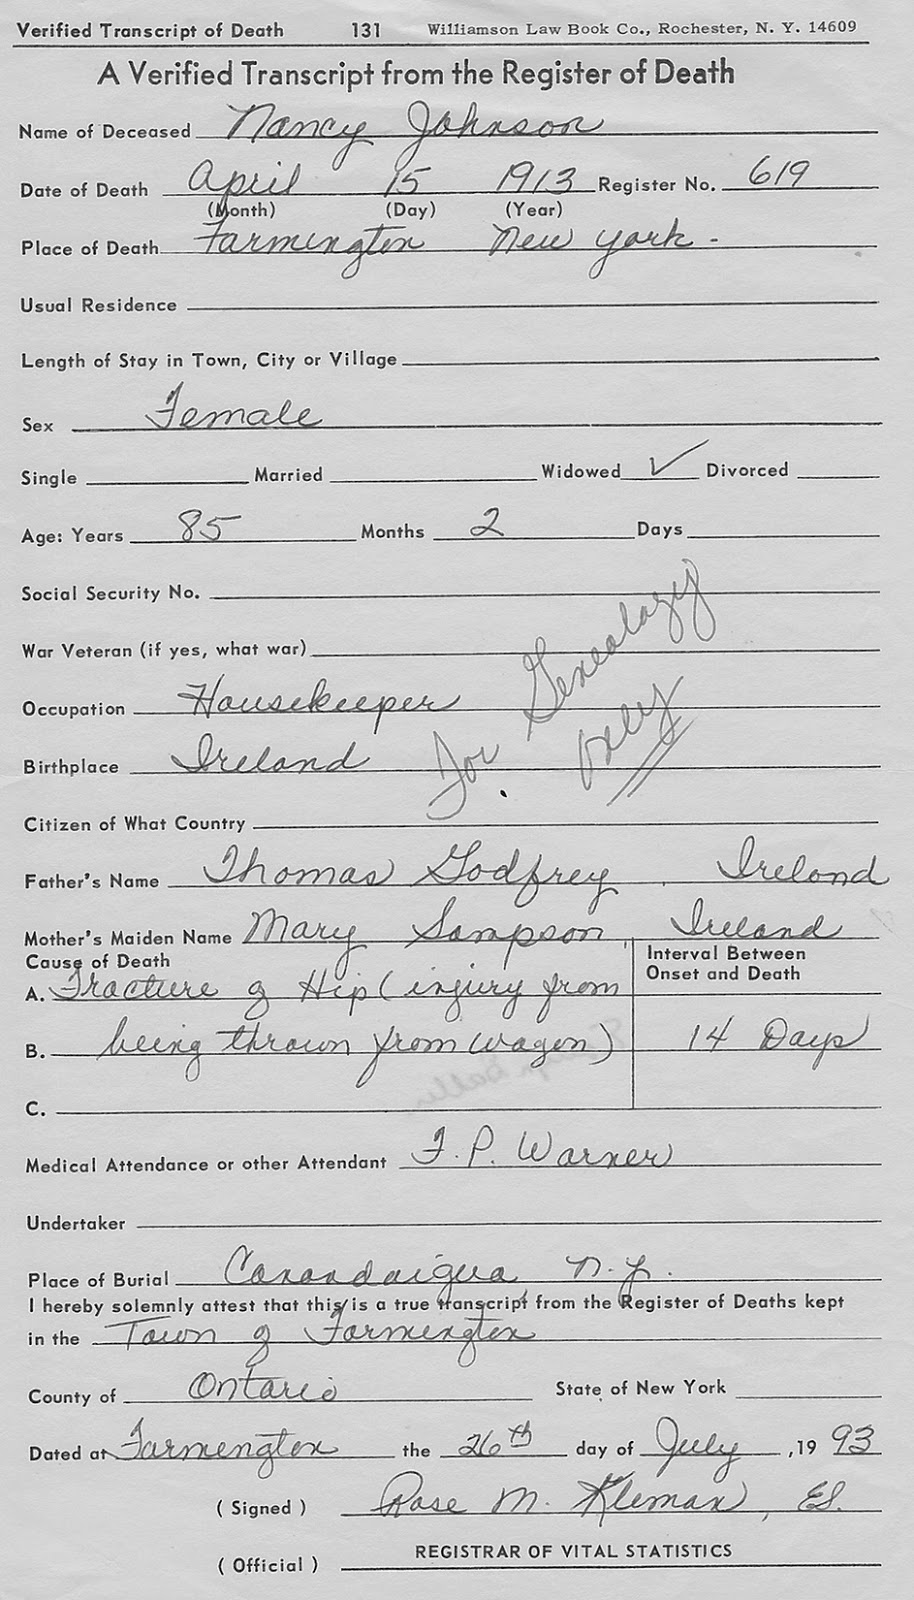 Verified Transcript of Death 131 Williamson Law Book Co., Rochester, N. Y. 14609
A Verified Transcript from the Register of Death
Name of Deceased Nancy Johnson
Date of Death April 15 1913 Register No. 619
(Month) (Day) (Year)
Place of Death Farmington New York -
Usual Residence
Length of Stay in Town, City or Village
Sex Female
Single Married Widowed ✓ Divorced
Age: Years 85 Months 2 Days
Social Security No.
War Veteran (if yes, what war)
Occupation Housekeeper
For Genealogy
Only
Birthplace Ireland
Citizen of What Country
Father's Name Thomas Godfrey Ireland
Mother's Maiden Name Mary Sampson, Ireland
Cause of Death
Interval Between
Onset and Death
A. Fracture of Hip (injury from
B. being thrown from wagon) 14 Days
C.
Medical Attendance or other Attendant F. P. Warner
Undertaker
Place of Burial Canandaigua N.Y.
I hereby solemnly attest that this is a true transcript from the Register of Deaths kept
in the Town of Farmington
County of Ontario State of New York
Dated at Farmington the 26th day of July, 19 93
(Signed) Rose M. Kleman,
(Official) REGISTRAR OF VITAL STATISTICS